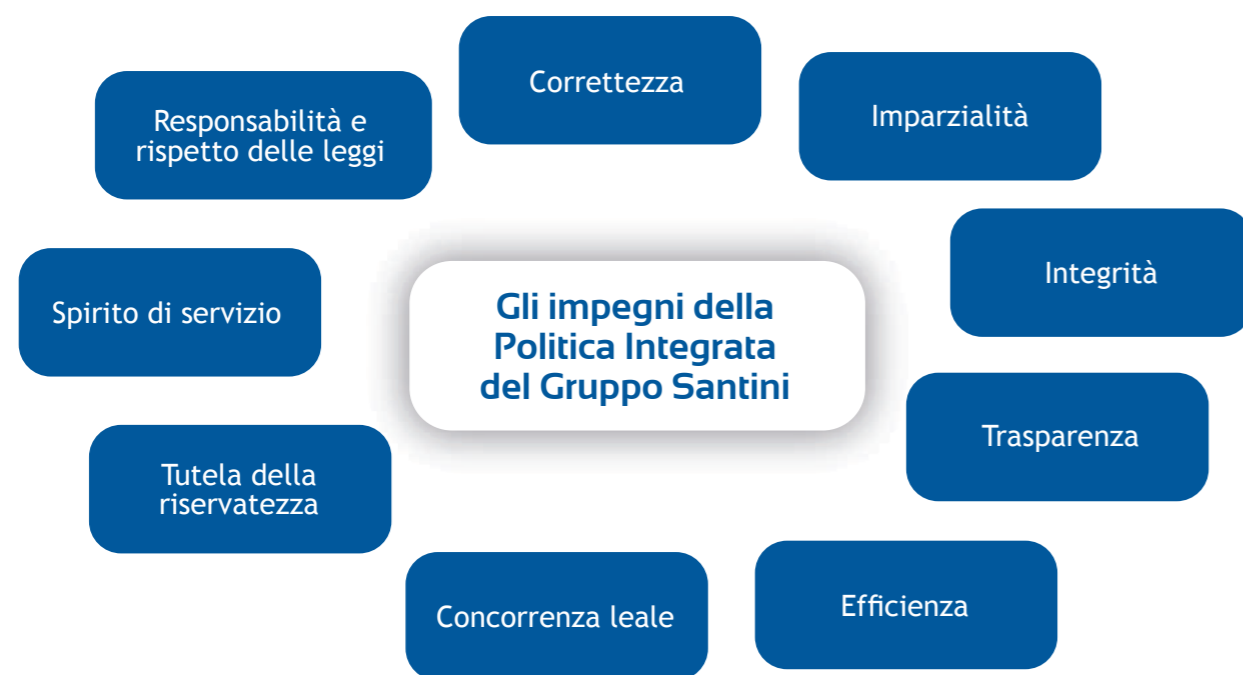 Correttezza
Imparzialità
Responsabilità e
rispetto delle leggi
Integrità
Spirito di servizio
Gli impegni della
Politica Integrata
del Gruppo Santini
Trasparenza
Tutela della
riservatezza
Efficienza
Concorrenza leale